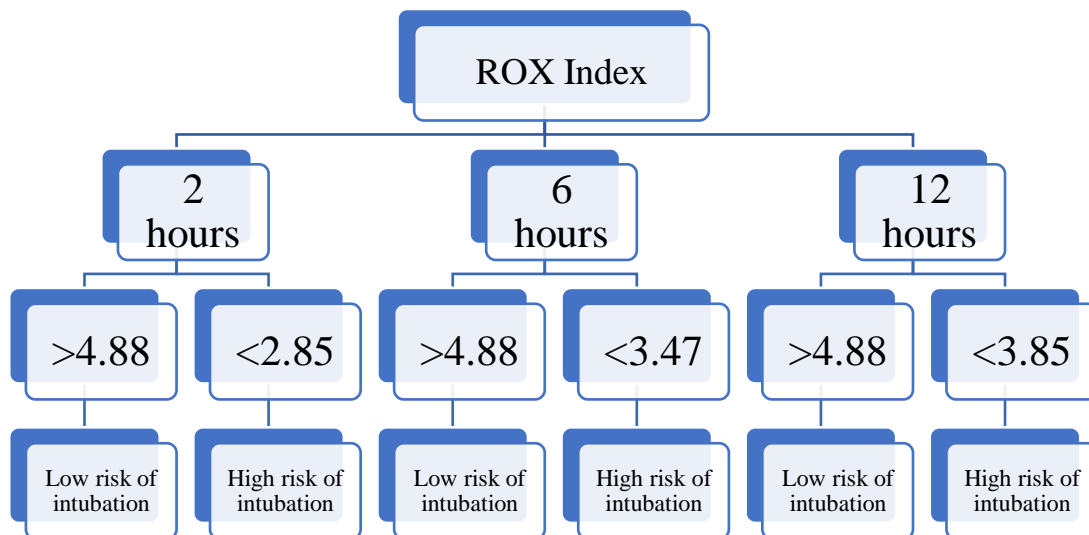 ROX Index
2
hours
6
hours
12
hours
>4.88
<2.85
>4.88
<3.47
>4.88
<3.85
Low risk of
intubation
High risk of
intubation
Low risk of
intubation
High risk of
intubation
Low risk of
intubation
High risk of
intubation